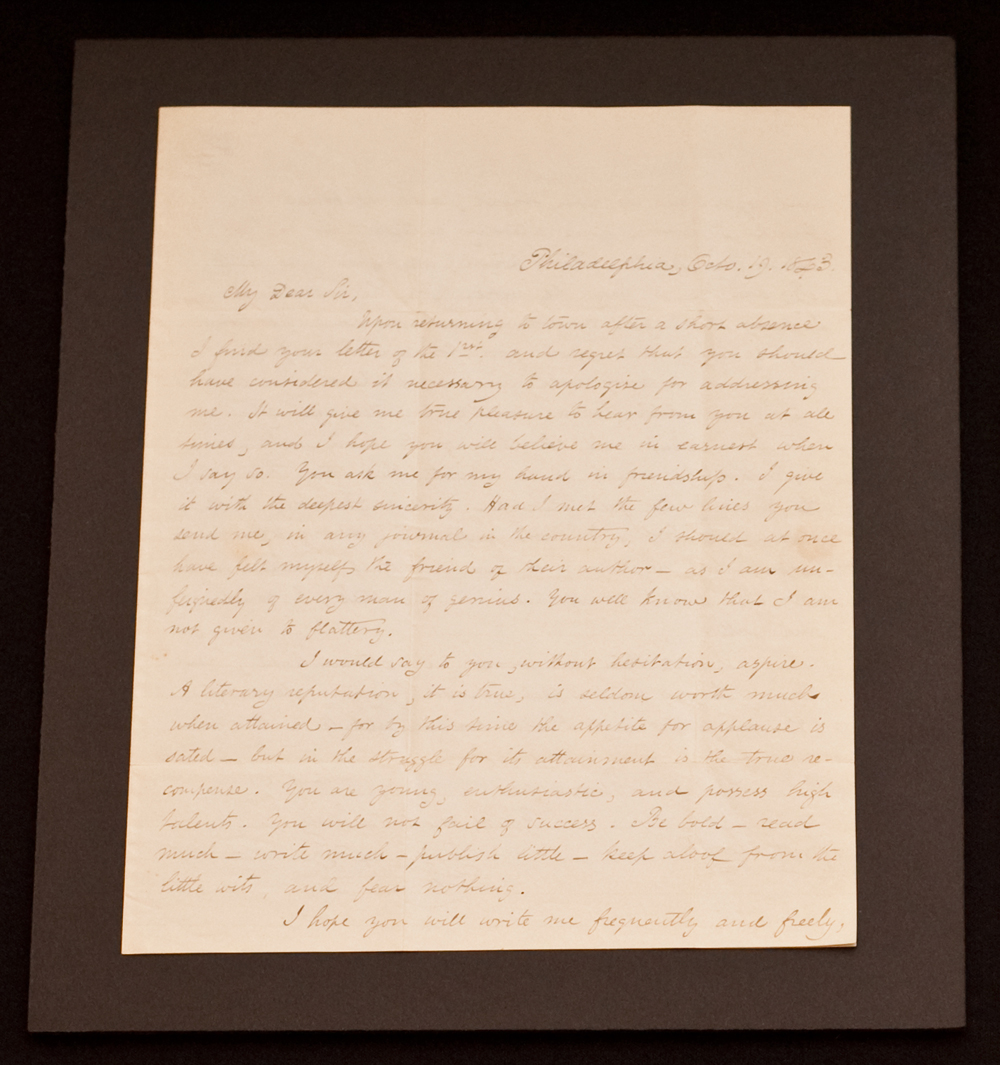 Philadelphia, Octo. 19. 1843.
My Dear Sir,
Upon returning to town after a short absence
I find your letter of the 1rst. and regret that you should
have considered it necessary to apologise for addressing
me. It will give me true pleasure to hear from you at all
times, and I hope you will believe me in earnest when
I say so. You ask me for my hand in friendship. I give
it with the deepest sincerity. Had I met the few lines you
send me, in any journal in the country, I should at once
have felt myself the friend of their author — as I am un-
feignedly of every man of genius. You well know that I am
not given to flattery.
I would say to you, without hesitation, aspire.
A literary reputation, it is true, is seldom worth much
when attained — for by this time the appetite for applause is
sated — but in the struggle for its attainment is the true re-
compense. You are young, enthusiastic, and possess high
talents. You will not fail of success. Be bold — read
much — write much — publish little — keep aloof from the
little wits, and fear nothing.
I hope you will write me frequently and freely,